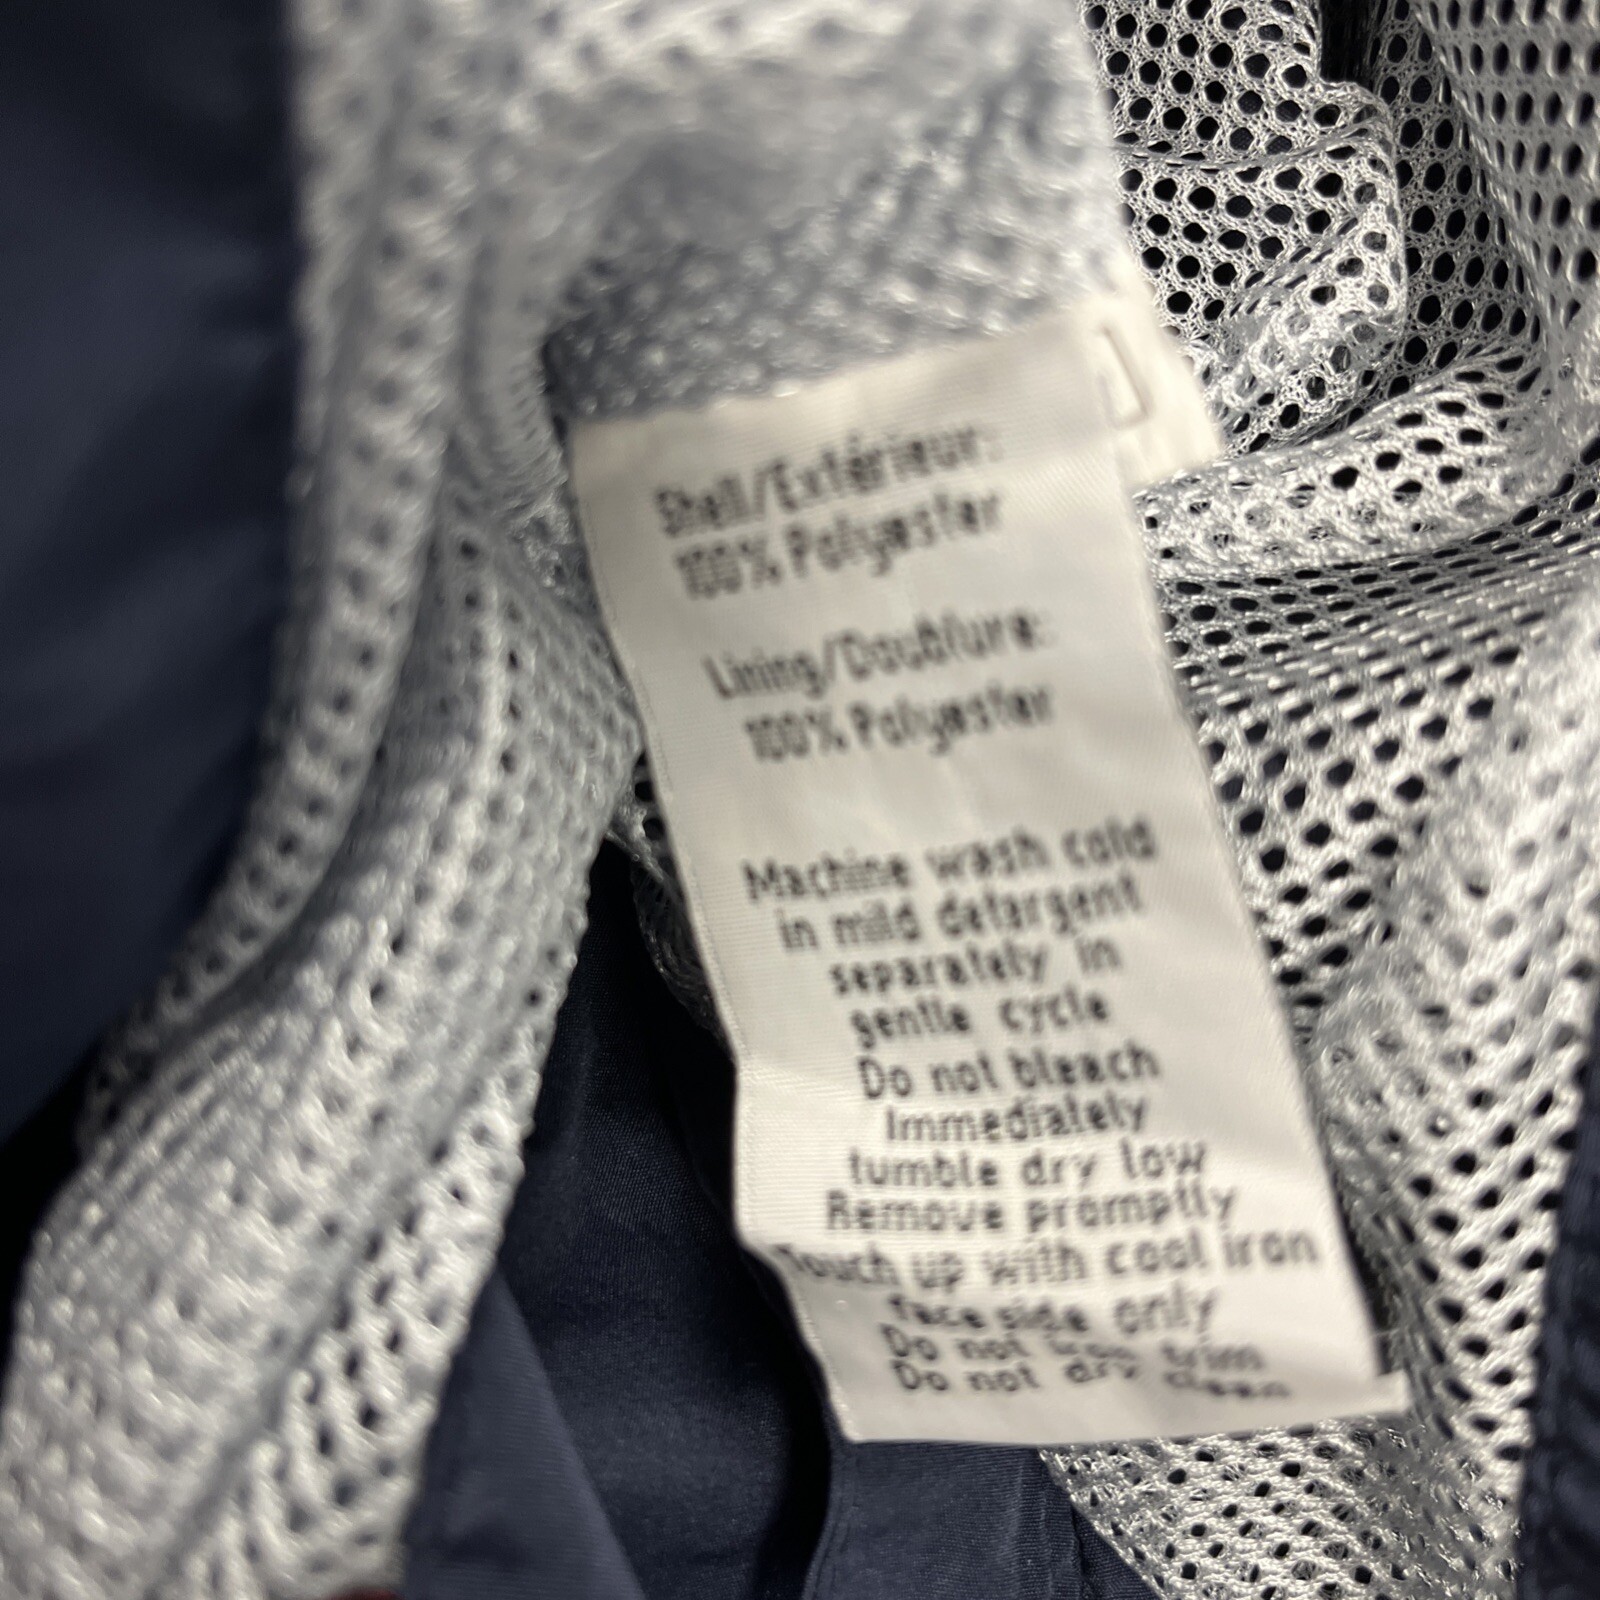 Shell/Extérieur:
100% Polyester
Lining/Doublure:
100% Polyester
Machine wash cold
in mild detergent
separately in
gentle cycle
Do not bleach
Immediately
tumble dry low
Remove promptly
Touch up with cool iron
face side only
Do not iron trim
Do not dry clean